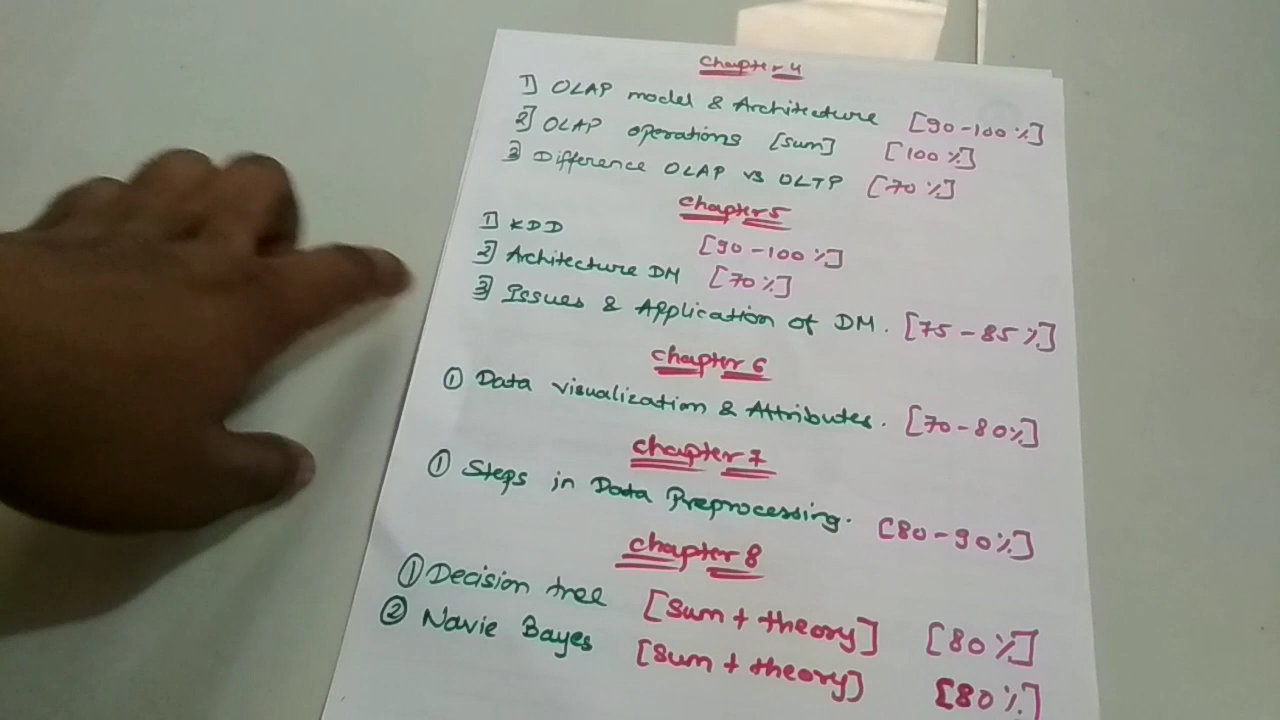 Chapter 4
1] OLAP model & Architecture [90-100%]
2] OLAP operations [sum] [100%]
3] Difference OLAP vs OLTP [70%]
Chapter 5
1] KDD [90-100%]
2] Architecture DM [70%]
3] Issues & Application of DM. [75-85%]
Chapter 6
① Data visualization & Attributes. [70-80%]
Chapter 7
① Steps in Data Preprocessing. [80-90%]
Chapter 8
① Decision tree [Sum + theory] [80%]
② Navie Bayes [Sum + theory] [80%]